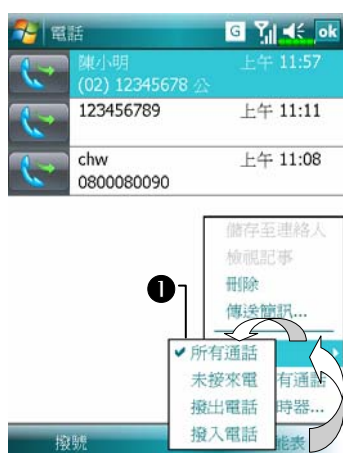 電話 G ok
陳小明 上午 11:57
(02) 12345678 公
123456789 上午 11:11
chw 上午 11:08
0800080090
儲存至連絡人
檢視記事
刪除
傳送簡訊...
❶
所有通話
未接來電 有通話
撥出電話 時器...
撥入電話
撥號 能表